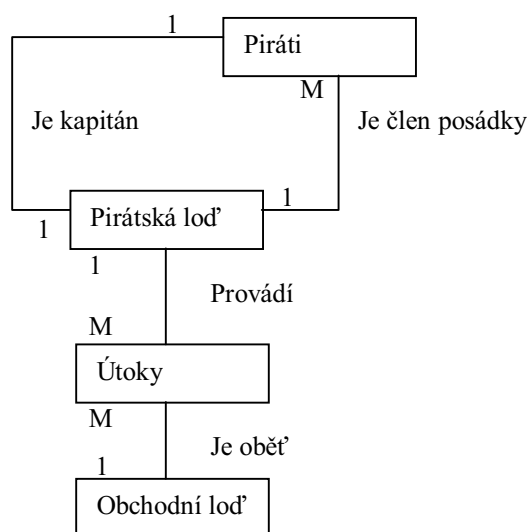 1
Piráti
M
Je kapitán
Je člen posádky
1
Pirátská loď
1
1
Provádí
M
Útoky
M
Je oběť
1
Obchodní loď